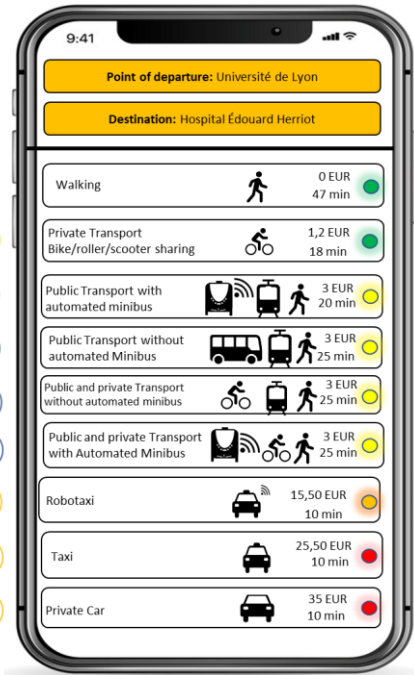 9:41
Point of departure: Université de Lyon
Destination: Hospital Édouard Herriot
Walking
0 EUR
47 min
Private Transport
Bike/roller/scooter sharing
1,2 EUR
18 min
Public Transport with
automated minibus
3 EUR
20 min
Public Transport without
automated Minibus
3 EUR
25 min
Public and private Transport
without automated minibus
3 EUR
25 min
Public and private Transport
with Automated Minibus
3 EUR
25 min
Robotaxi
15,50 EUR
10 min
Taxi
25,50 EUR
10 min
Private Car
35 EUR
10 min